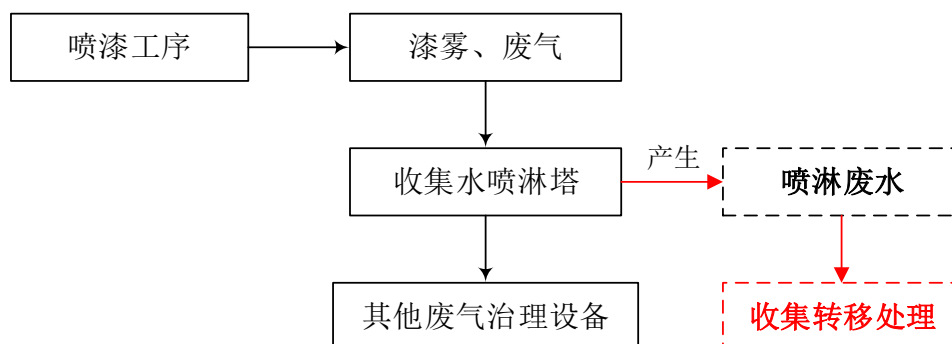 喷漆工序
漆雾、废气
收集水喷淋塔
产生
喷淋废水
其他废气治理设备
收集转移处理